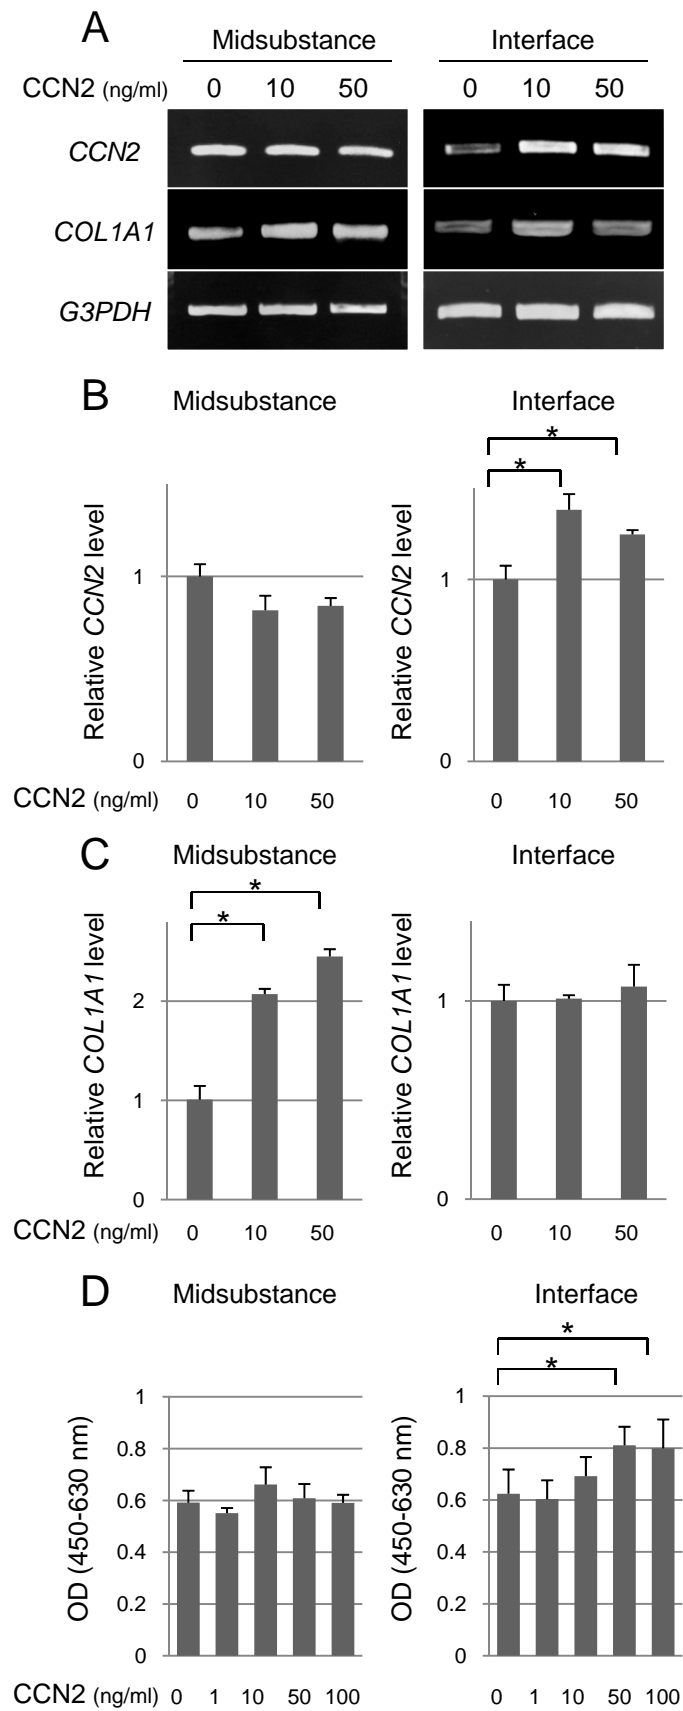 A
Midsubstance Interface
CCN2 (ng/ml) 0 10 50 0 10 50
CCN2
COL1A1
G3PDH
B
Midsubstance Interface
*
*
Relative CCN2 level
1
0
Relative CCN2 level
1
0
CCN2 (ng/ml) 0 10 50 0 10 50
C
Midsubstance Interface
*
*
Relative COL1A1 level
2
1
0
Relative COL1A1 level
1
0
CCN2 (ng/ml) 0 10 50 0 10 50
D
Midsubstance Interface
*
*
OD (450-630 nm)
1
0.8
0.6
0.4
0.2
0
OD (450-630 nm)
1
0.8
0.6
0.4
0.2
0
CCN2 (ng/ml) 0 1 10 50 100 0 1 10 50 100